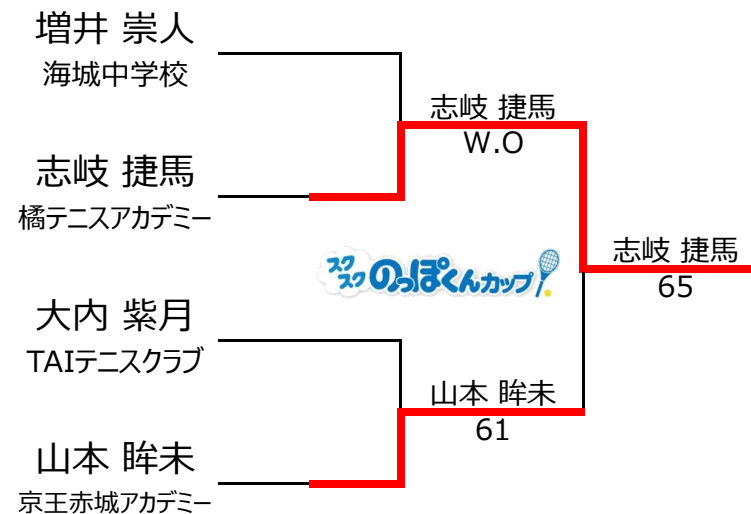 増井 崇人
海城中学校
志岐 捷馬
W.O
志岐 捷馬
橘テニスアカデミー
スクスクのっぽくんカップ
志岐 捷馬
65
大内 紫月
TAIテニスクラブ
山本 眸未
61
山本 眸未
京王赤城アカデミー